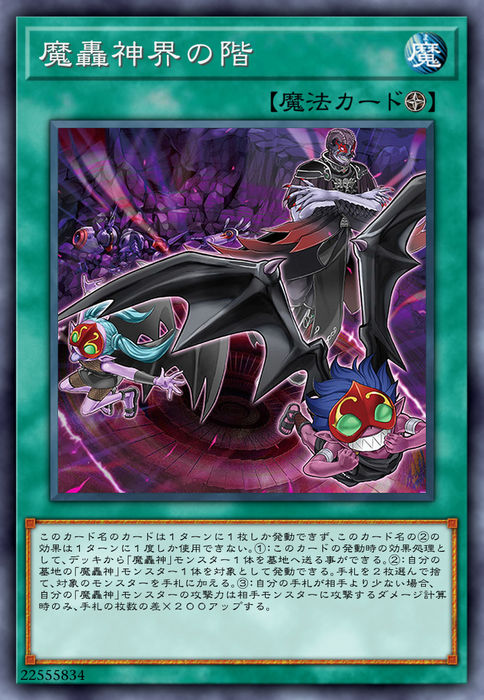 魔轟神界の階
魔
【魔法カード】
このカード名のカードは１ターンに１枚しか発動できず、このカード名の②の
効果は１ターンに１度しか使用できない。①：このカードの発動時の効果処理と
して、デッキから「魔轟神」モンスター１体を墓地へ送る事ができる。②：自分の
墓地の「魔轟神」モンスター１体を対象として発動できる。手札を２枚選んで捨
て、対象のモンスターを手札に加える。③：自分の手札が相手より少ない場合、
自分の「魔轟神」モンスターの攻撃力は相手モンスターに攻撃するダメージ計算
時のみ、手札の枚数の差×２００アップする。
22555834